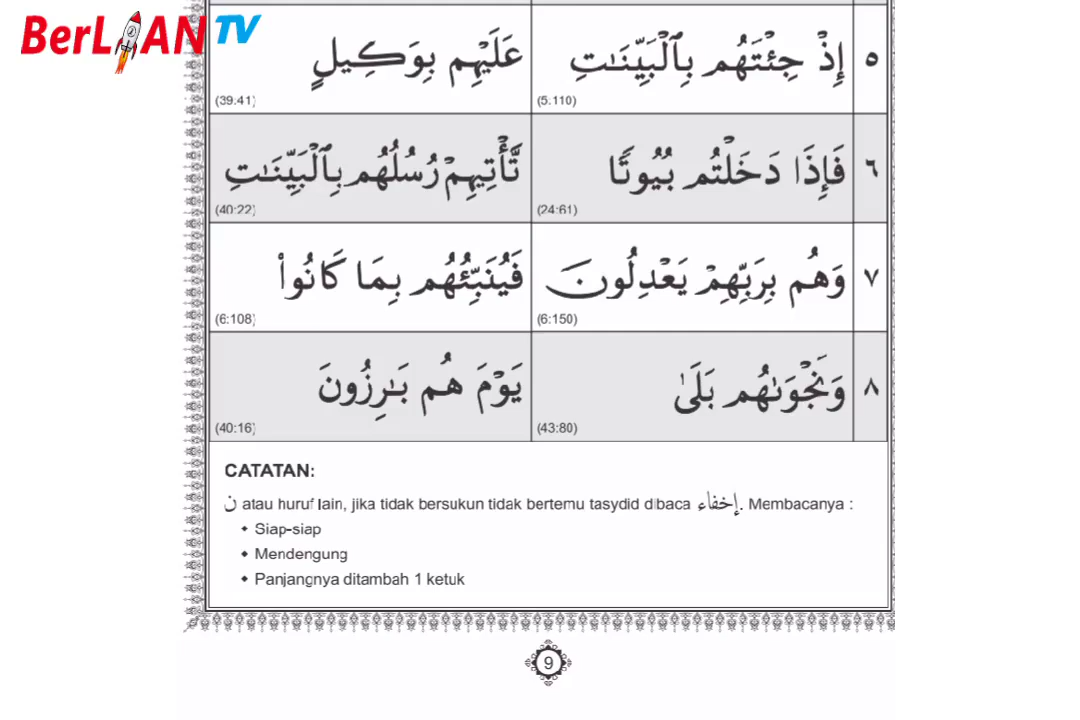 BerLIAN TV
٥ إِذْ جِئْتَهُم بِٱلْبَيِّنَـٰتِ عَلَيْهِم بِوَكِيلٍ
(5:110) (39:41)
٦ فَإِذَا دَخَلْتُم بُيُوتًا تَّأْتِيهِمْ رُسُلُهُم بِٱلْبَيِّنَـٰتِ
(24:61) (40:22)
٧ وَهُم بِرَبِّهِمْ يَعْدِلُونَ فَيُنَبِّئُهُم بِمَا كَانُوا۟
(6:150) (6:108)
٨ وَنَجْوَىٰهُم بَلَىٰ يَوْمَ هُم بَـٰرِزُونَ
(43:80) (40:16)
CATATAN:
ن atau huruf lain, jika tidak bersukun tidak bertemu tasydid dibaca إخفاء. Membacanya :
◆ Siap-siap
◆ Mendengung
◆ Panjangnya ditambah 1 ketuk
9